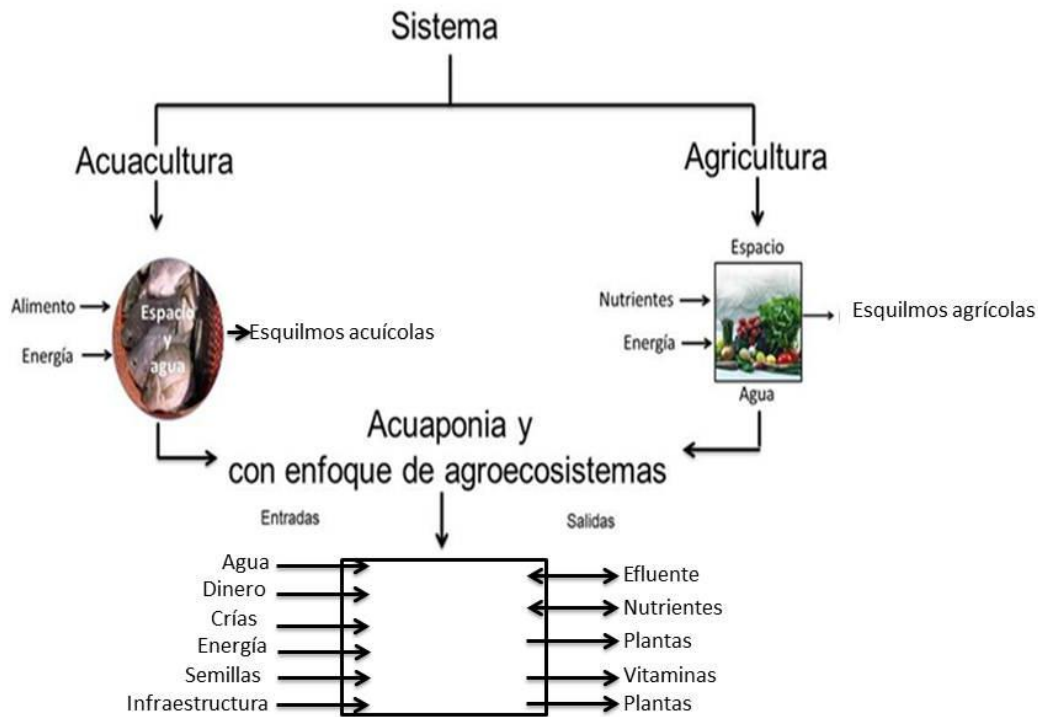 Sistema
Acuacultura
Agricultura
Alimento
Energía
Espacio
y
agua
Esquilmos acuícolas
Espacio
Nutrientes
Energía
Agua
Esquilmos agrícolas
Acuaponia y
con enfoque de agroecosistemas
Entradas
Salidas
Agua
Dinero
Crías
Energía
Semillas
Infraestructura
Efluente
Nutrientes
Plantas
Vitaminas
Plantas